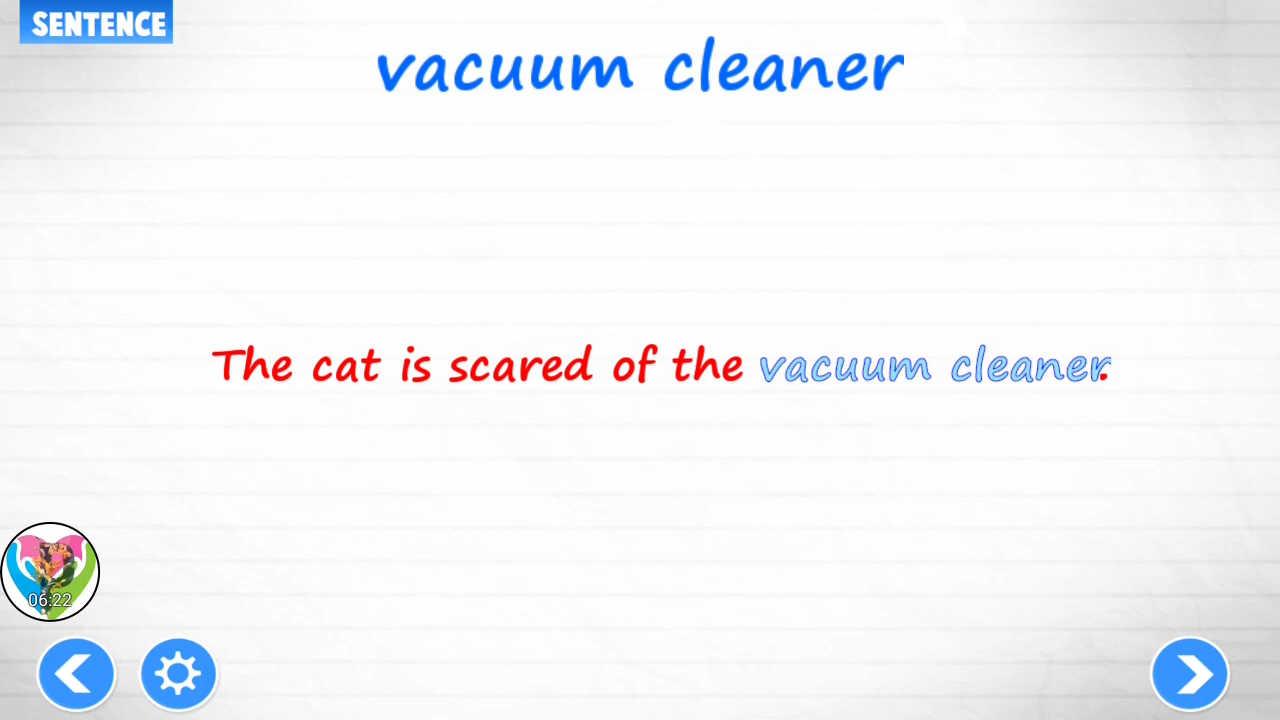 SENTENCE
vacuum cleaner
The cat is scared of the vacuum cleaner.
06:22